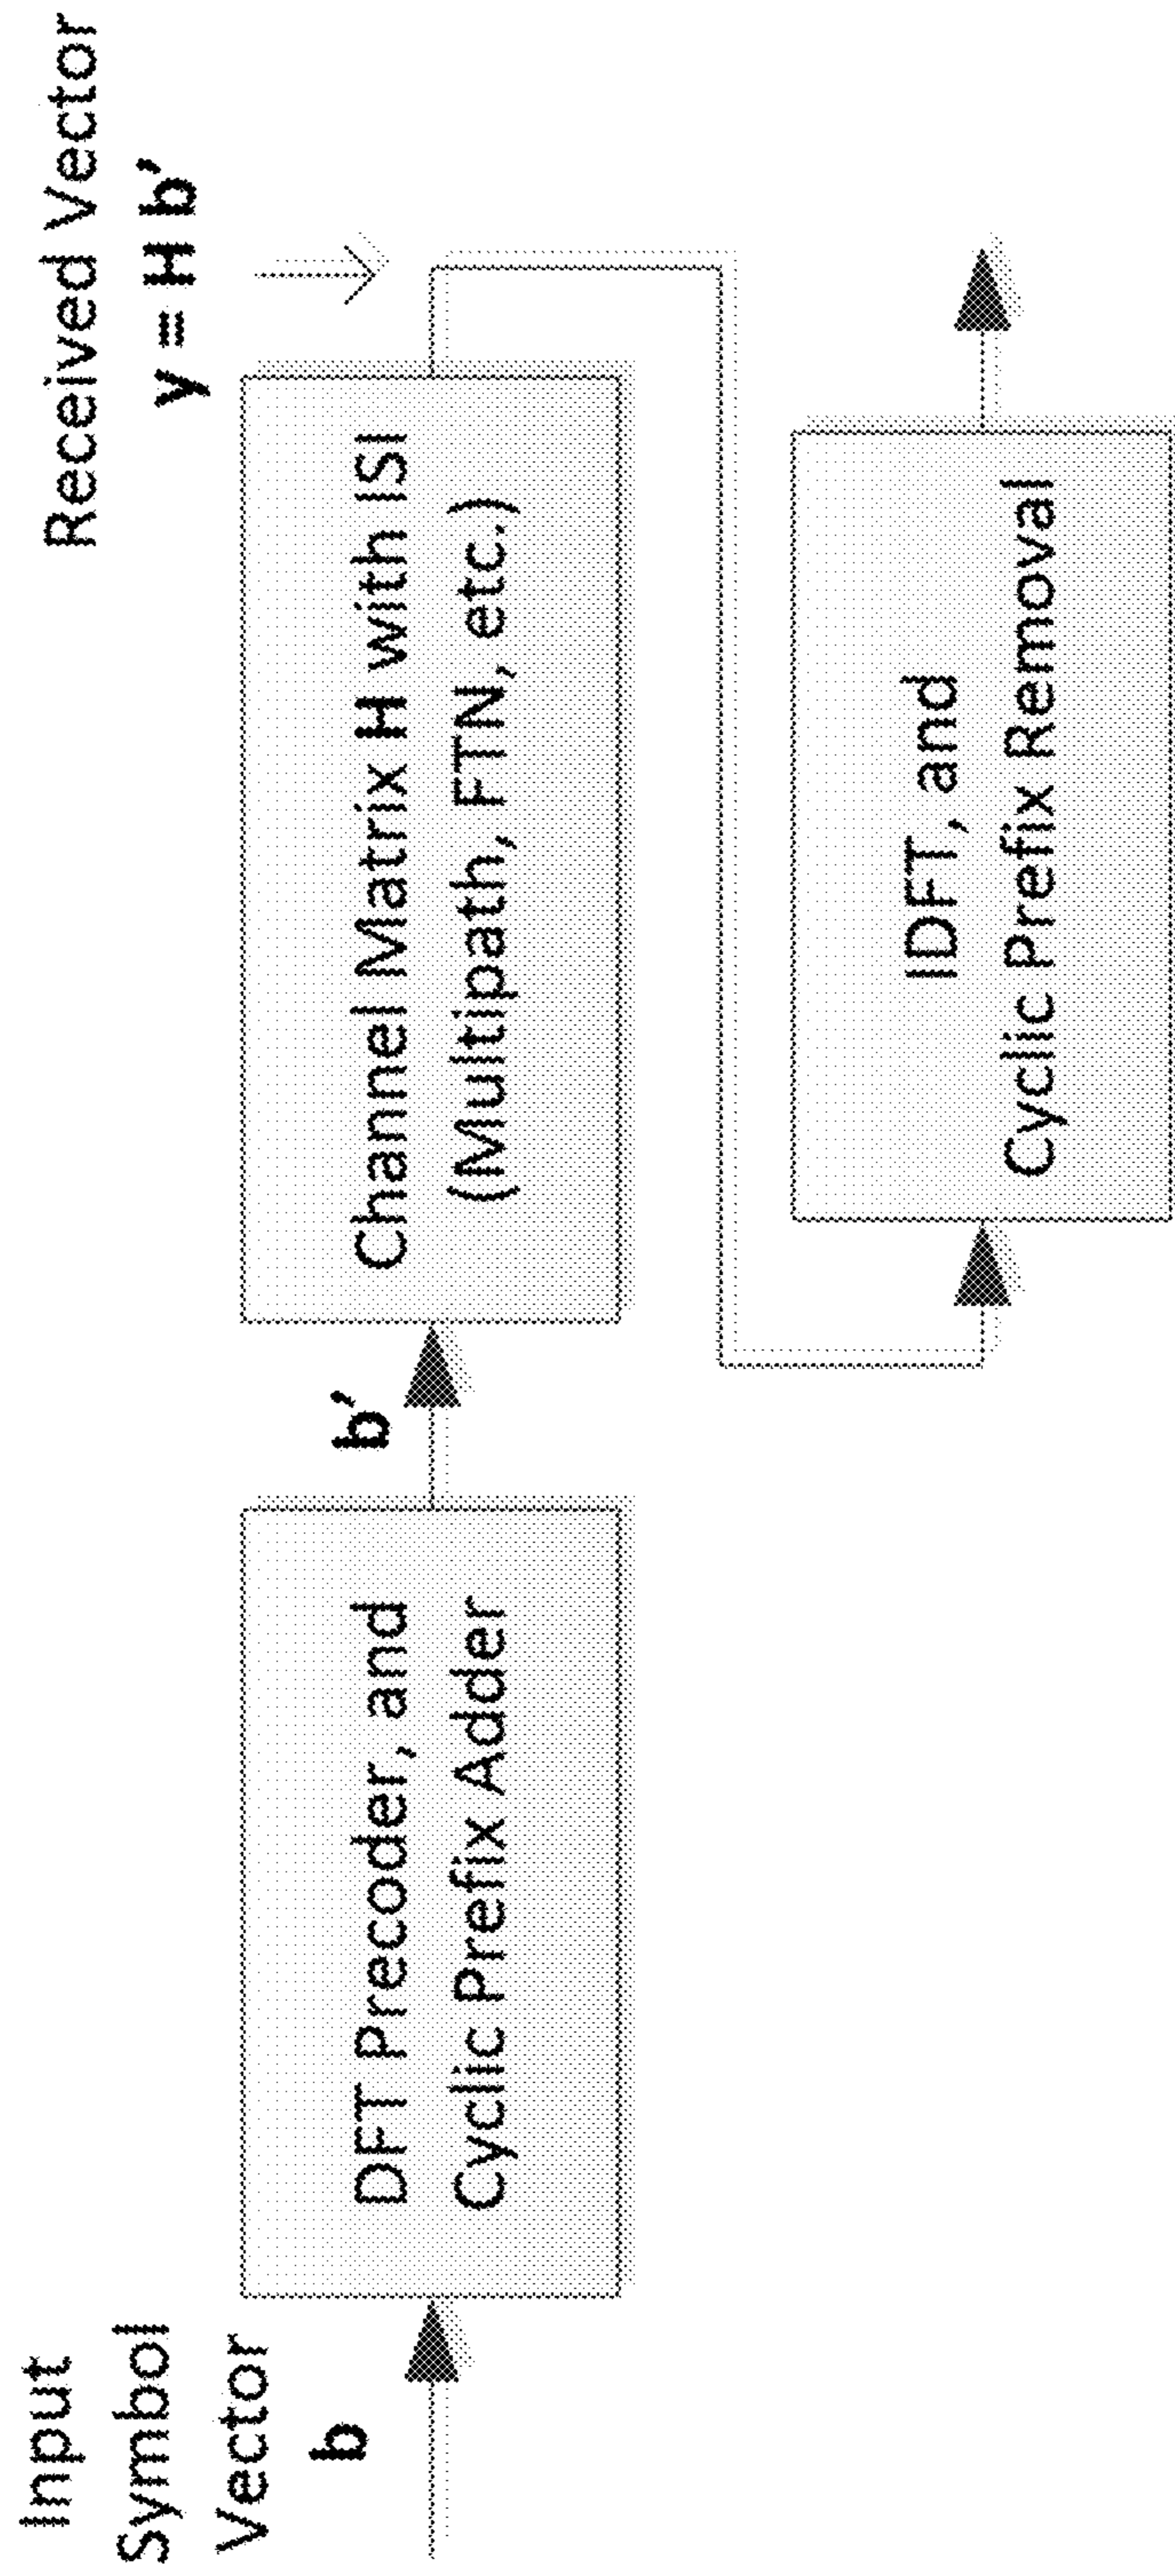 Input
Symbol
Vector
b
DFT Precoder, and
Cyclic Prefix Adder
b′
Channel Matrix H with ISI
(Multipath, FTN, etc.)
Received Vector
y = H b′
IDFT, and
Cyclic Prefix Removal